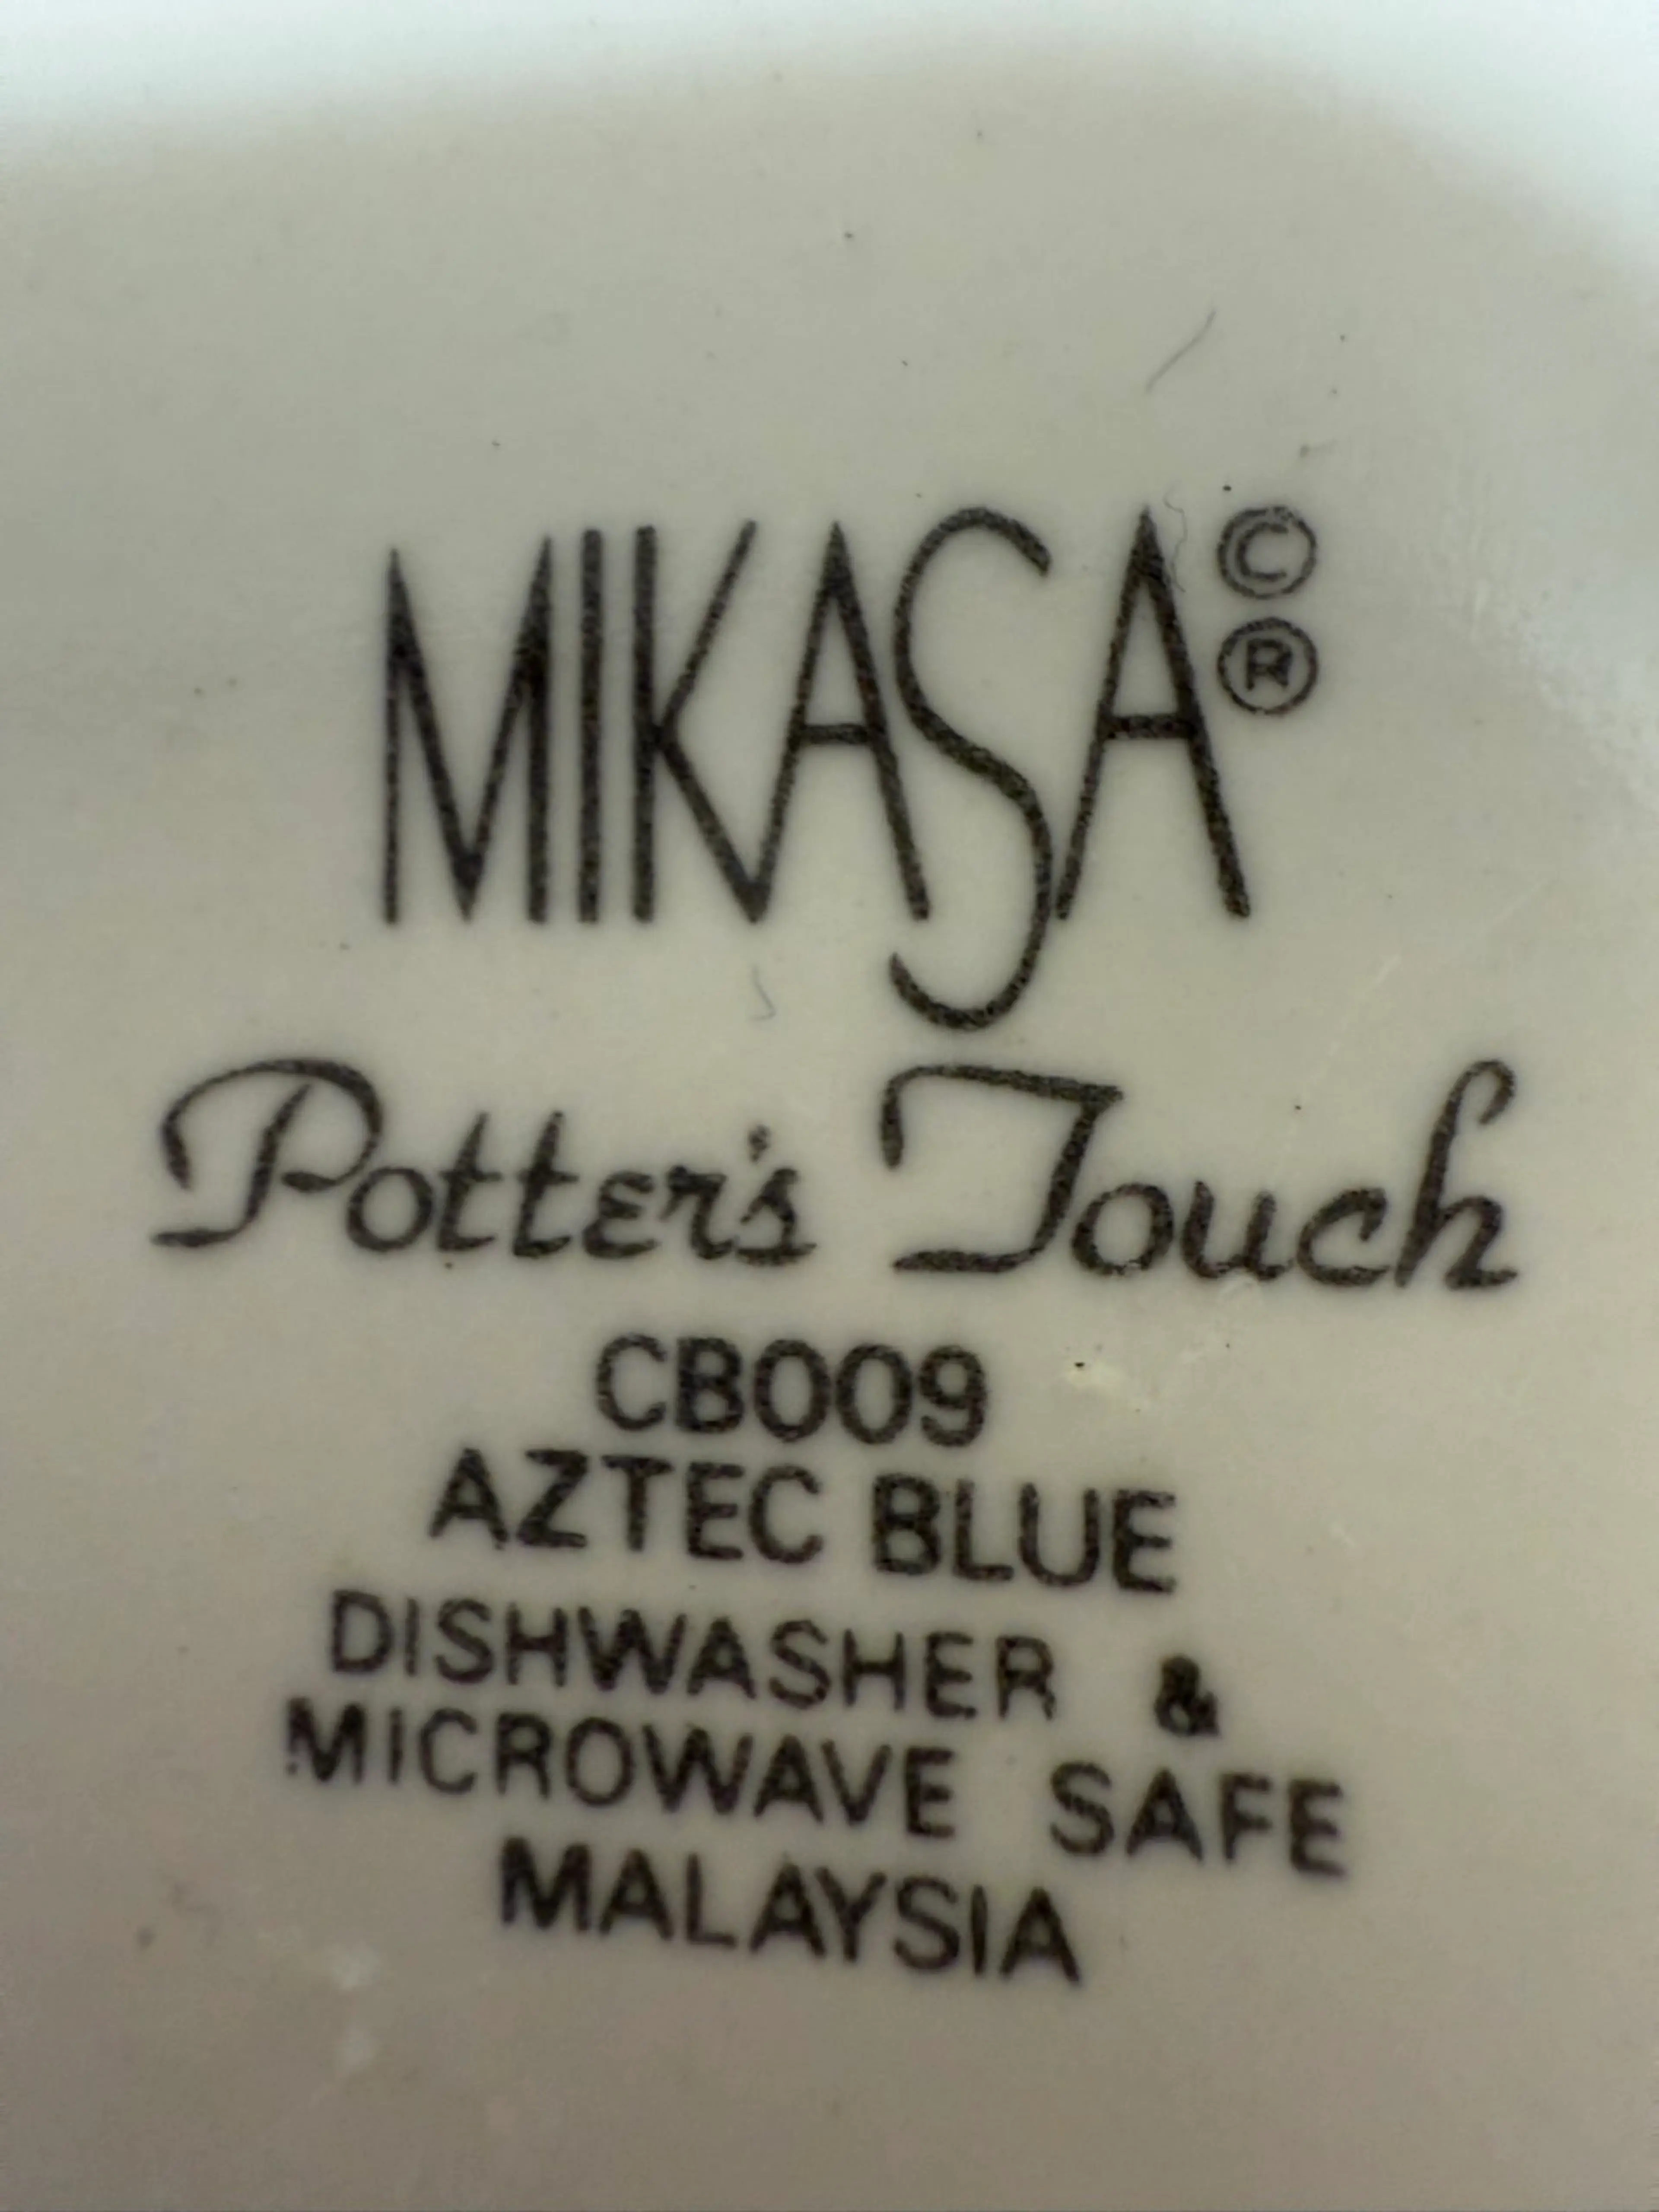 MIKASA©®
Potter's Touch
CB009
AZTEC BLUE
DISHWASHER &
MICROWAVE SAFE
MALAYSIA